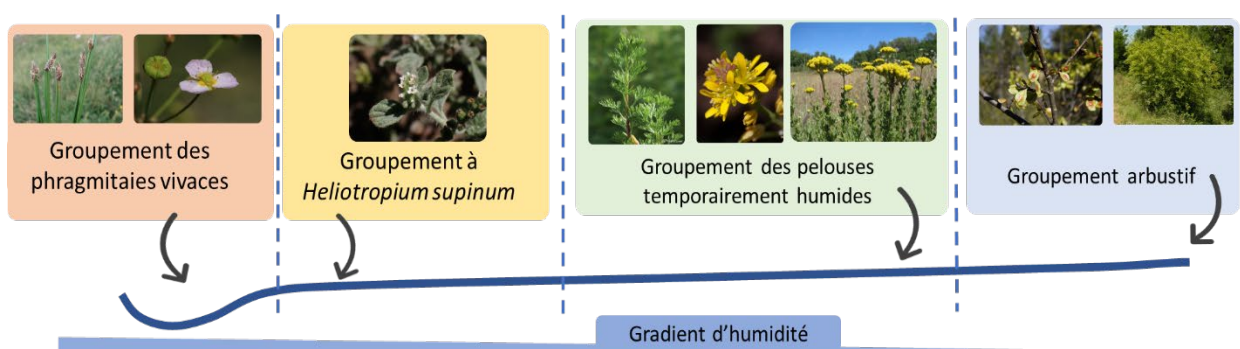 Groupement des
phragmitaies vivaces
Groupement à
Heliotropium supinum
Groupement des pelouses
temporairement humides
Groupement arbustif
Gradient d'humidité